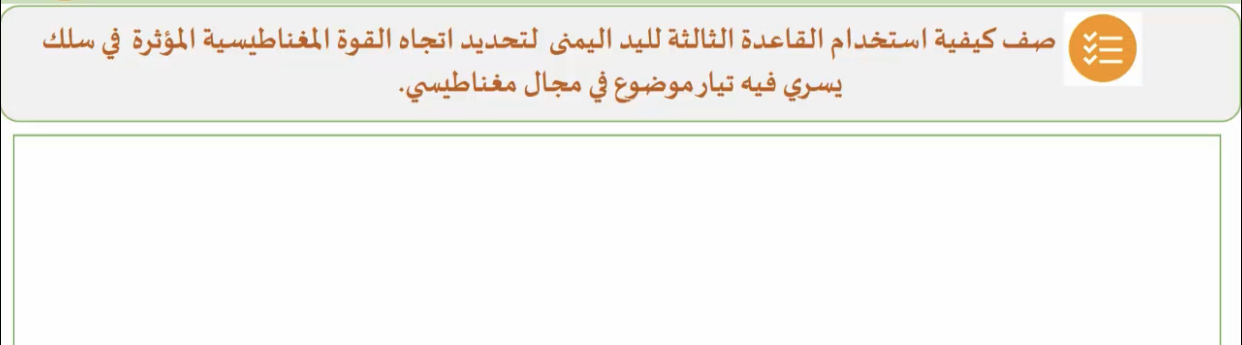 صف كيفية استخدام القاعدة الثالثة لليد اليمنى لتحديد اتجاه القوة المغناطيسية المؤثرة في سلك
يسري فيه تيار موضوع في مجال مغناطيسي.